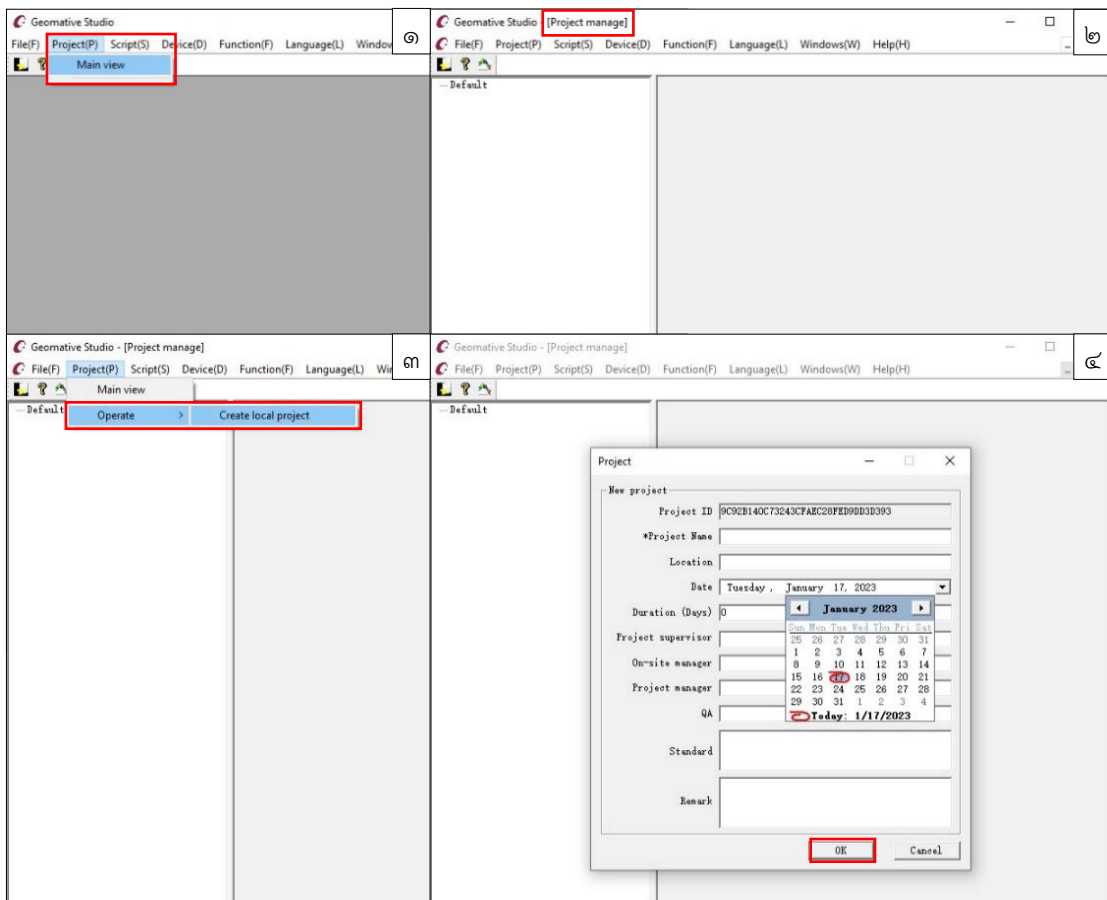 Geomative Studio
File(F) Project(P) Script(S) Device(D) Function(F) Language(L) Window
Main view
๑
Geomative Studio - [Project manage]
File(F) Project(P) Script(S) Device(D) Function(F) Language(L) Windows(W) Help(H)
Default
๒
Geomative Studio - [Project manage]
File(F) Project(P) Script(S) Device(D) Function(F) Language(L) Wi
Main view
Default
Operate > Create local project
๓
Geomative Studio - [Project manage]
File(F) Project(P) Script(S) Device(D) Function(F) Language(L) Windows(W) Help(H)
Default
๔
Project
New project
Project ID 9C92B140C73243CFAEC28FED9DD3D393
*Project Name
Location
Date Tuesday , January 17, 2023
Duration (Days) 0
January 2023
Sun Mon Tue Wed Thu Fri Sat
25 26 27 28 29 30 31
1 2 3 4 5 6 7
8 9 10 11 12 13 14
15 16 17 18 19 20 21
22 23 24 25 26 27 28
29 30 31 1 2 3 4
Today: 1/17/2023
Project supervisor
On-site manager
Project manager
QA
Standard
Remark
OK Cancel